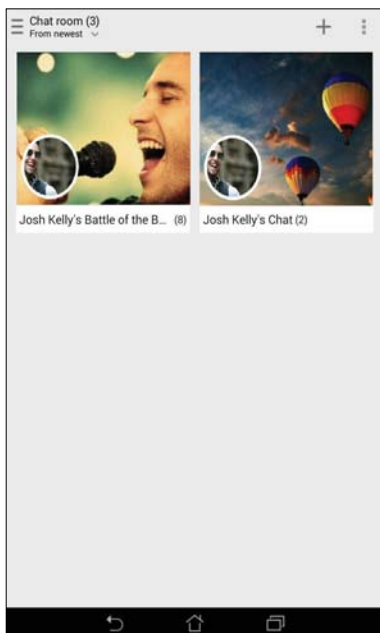 Chat room (3)
From newest
Josh Kelly's Battle of the B... (8)
Josh Kelly's Chat (2)